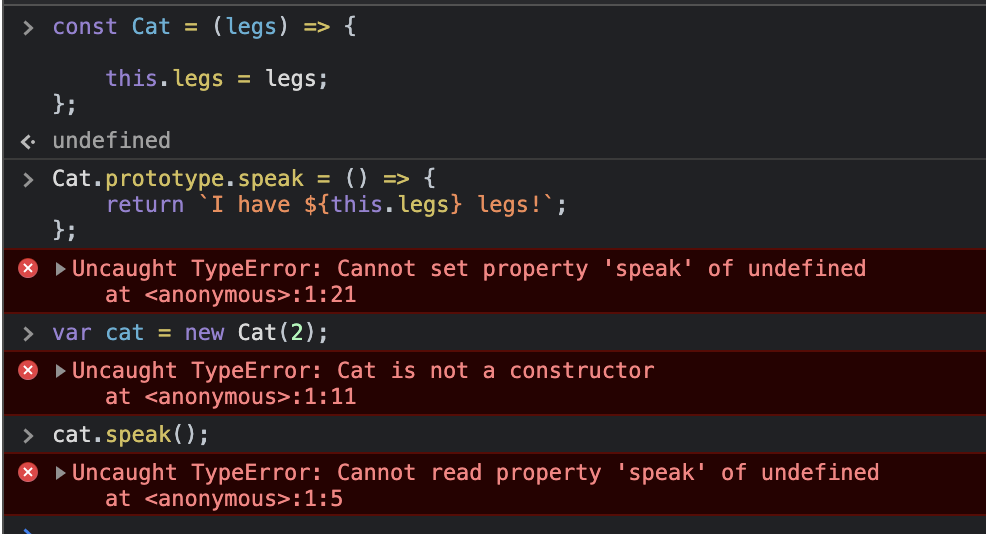 const Cat = (legs) => {
this.legs = legs;
};
undefined
Cat.prototype.speak = () => {
return `I have ${this.legs} legs!`;
};
Uncaught TypeError: Cannot set property 'speak' of undefined
at <anonymous>:1:21
var cat = new Cat(2);
Uncaught TypeError: Cat is not a constructor
at <anonymous>:1:11
cat.speak();
Uncaught TypeError: Cannot read property 'speak' of undefined
at <anonymous>:1:5